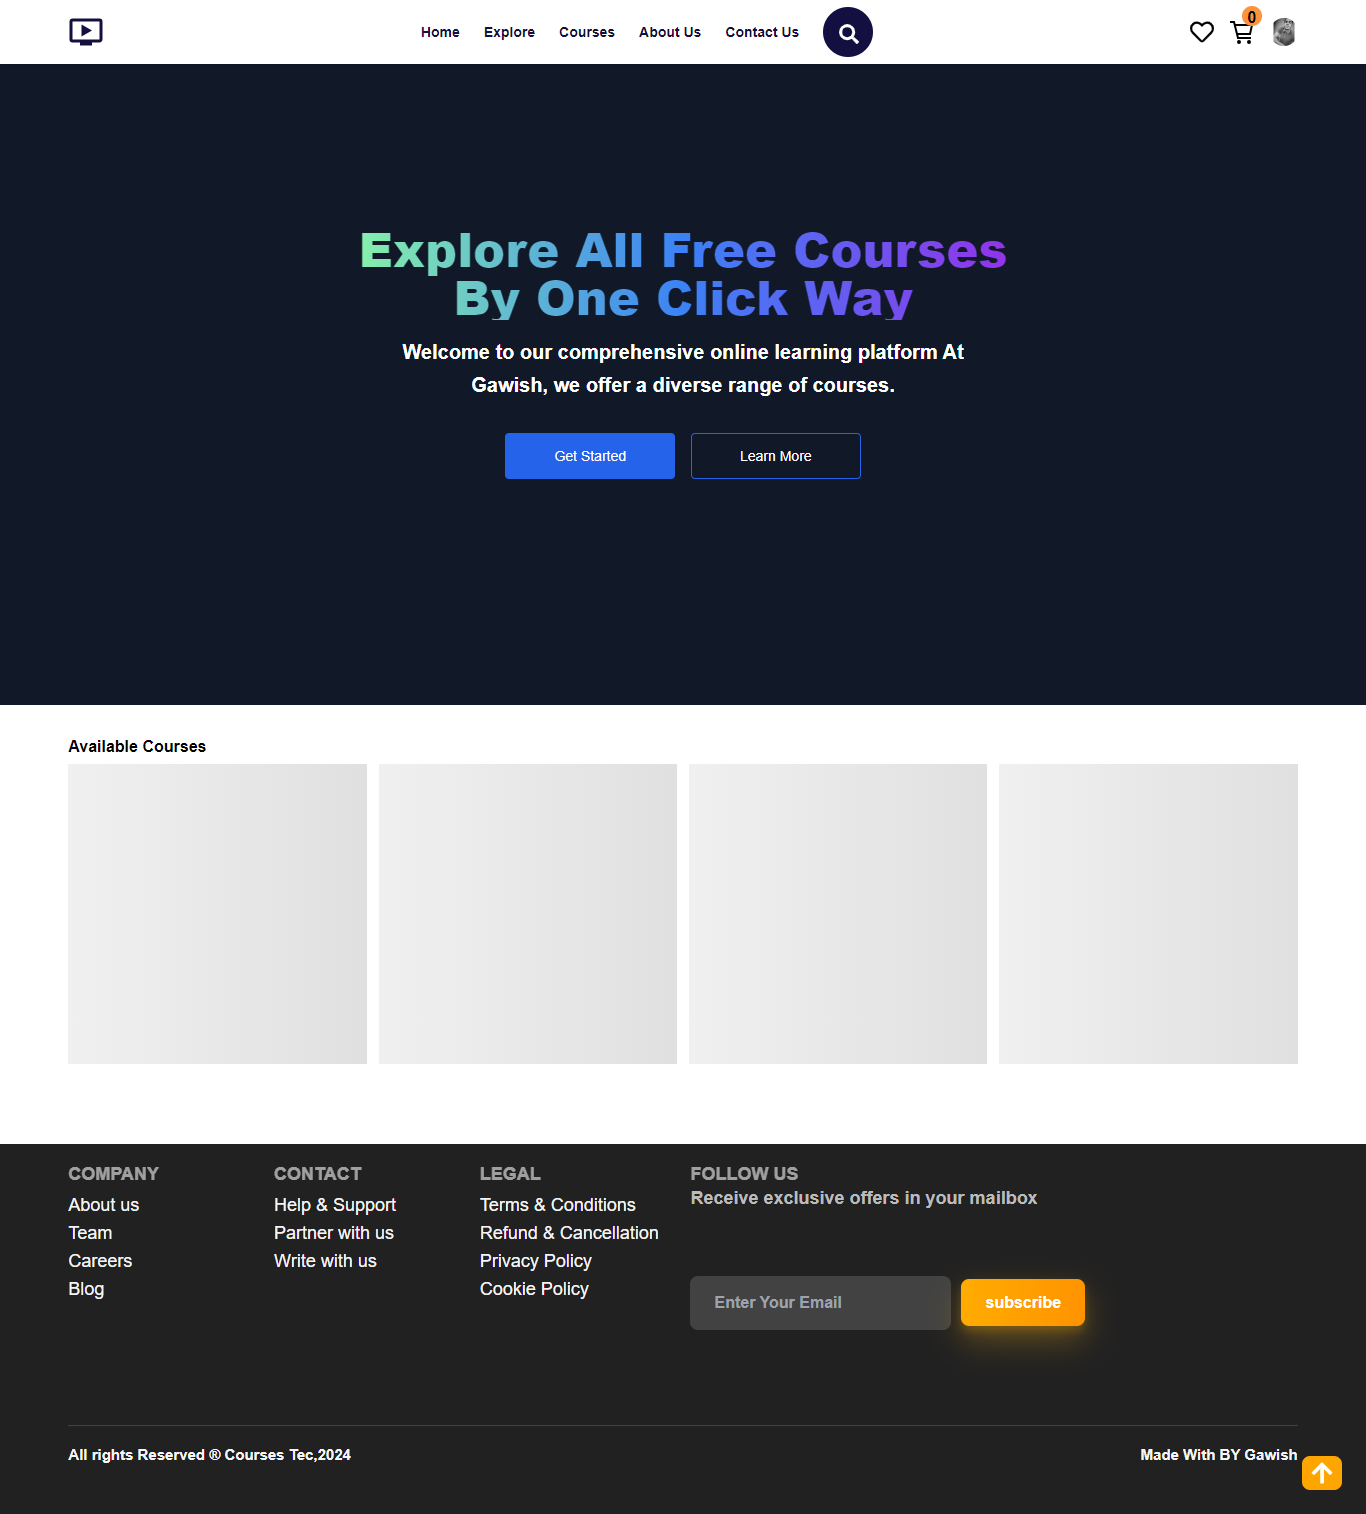 Home Explore Courses About Us Contact Us 0
Explore All Free Courses
By One Click Way
Welcome to our comprehensive online learning platform At
Gawish, we offer a diverse range of courses.
Get Started Learn More
Available Courses
COMPANY
About us
Team
Careers
Blog
CONTACT
Help & Support
Partner with us
Write with us
LEGAL
Terms & Conditions
Refund & Cancellation
Privacy Policy
Cookie Policy
FOLLOW US
Receive exclusive offers in your mailbox
Enter Your Email subscribe
All rights Reserved ® Courses Tec,2024 Made With BY Gawish